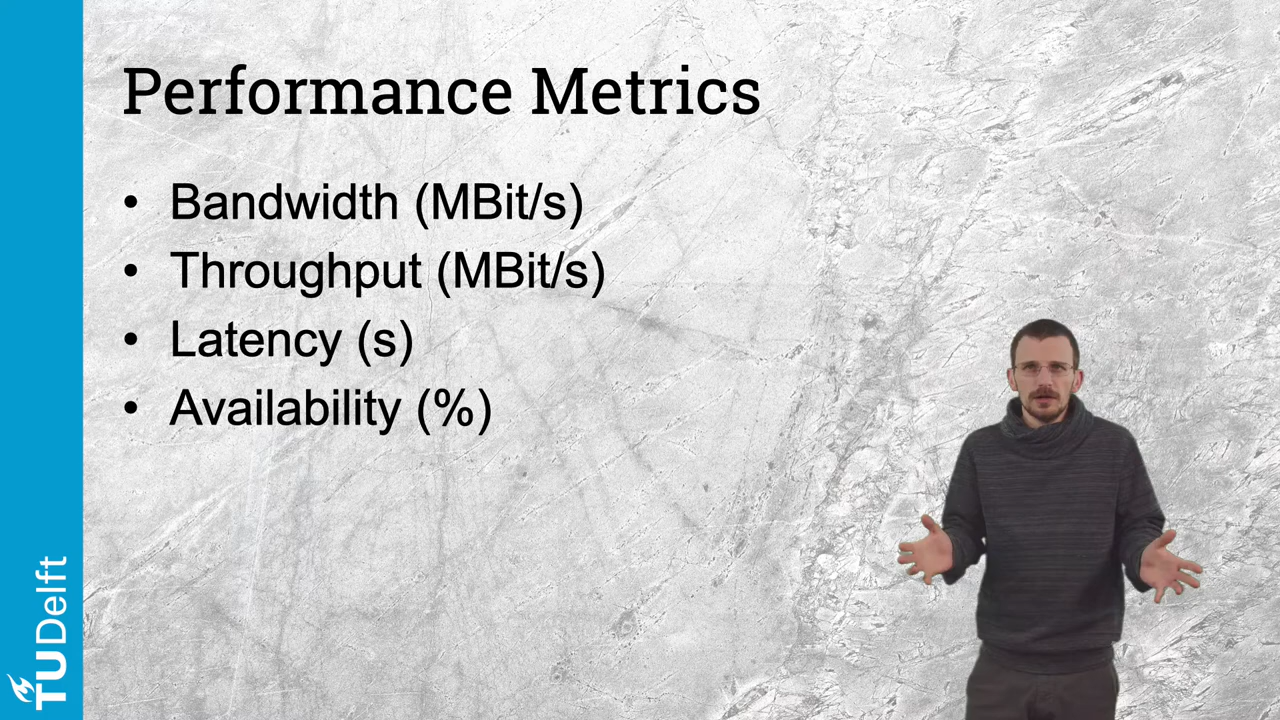 Performance Metrics
• Bandwidth (MBit/s)
• Throughput (MBit/s)
• Latency (s)
• Availability (%)
TUDelft